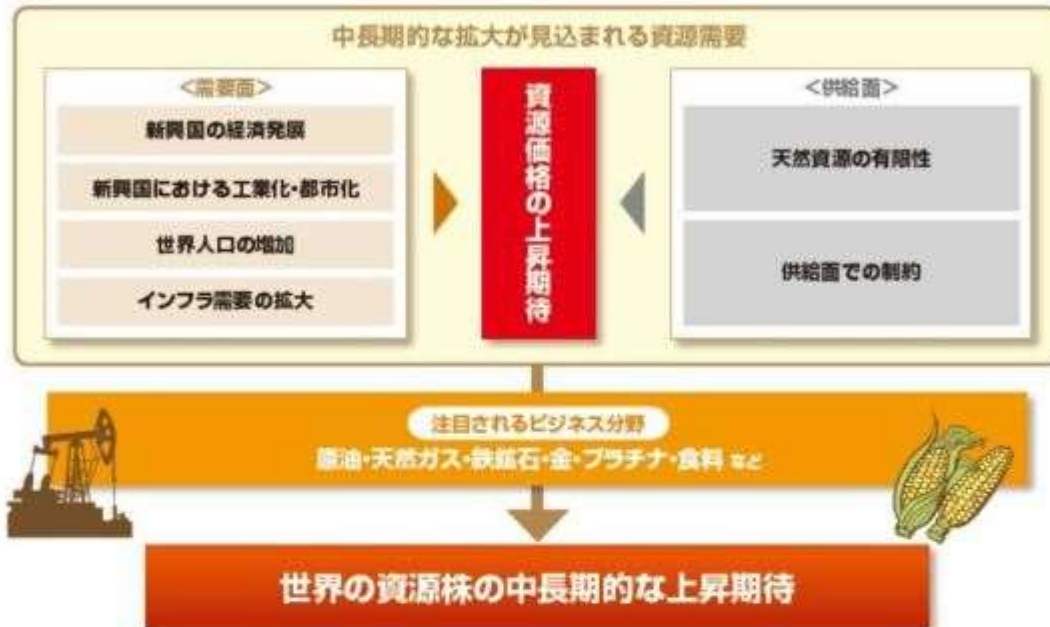 中長期的な拡大が見込まれる資源需要
<需要面>
新興国の経済発展
新興国における工業化・都市化
世界人口の増加
インフラ需要の拡大
資源価格の上昇期待
<供給面>
天然資源の有限性
供給面での制約
注目されるビジネス分野
原油・天然ガス・鉄鉱石・金・プラチナ・食料 など
世界の資源株の中長期的な上昇期待